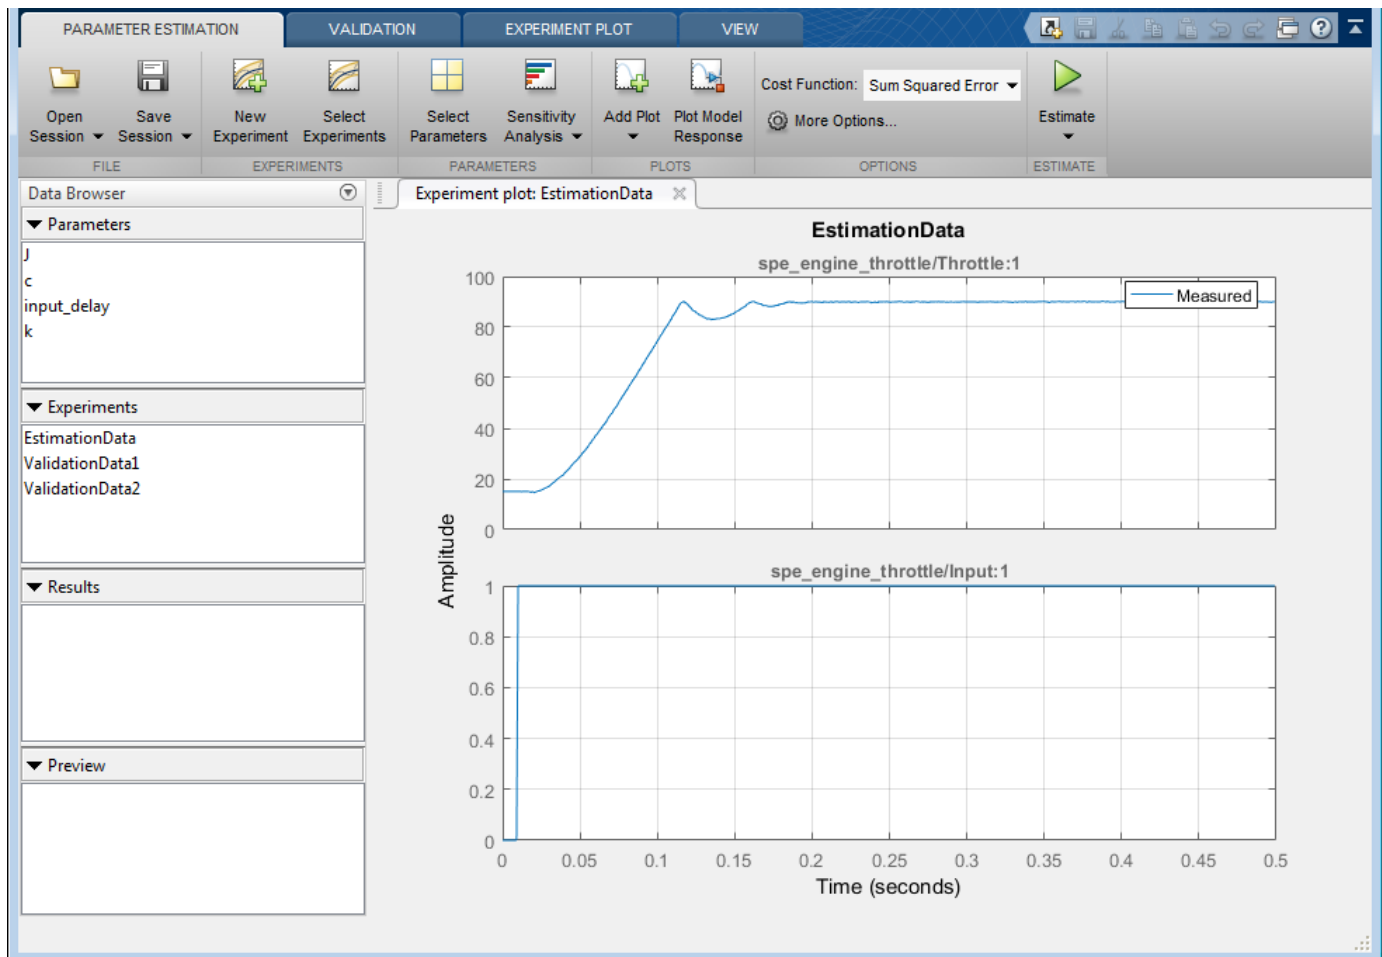 PARAMETER ESTIMATION VALIDATION EXPERIMENT PLOT VIEW
Open Session Save Session New Experiment Select Experiments Select Parameters Sensitivity Analysis Add Plot Plot Model Response Cost Function: Sum Squared Error More Options... Estimate
FILE EXPERIMENTS PARAMETERS PLOTS OPTIONS ESTIMATE
Data Browser
Parameters
J
c
input_delay
k
Experiments
EstimationData
ValidationData1
ValidationData2
Results
Preview
Experiment plot: EstimationData
EstimationData
spe_engine_throttle/Throttle:1
Measured
100
80
60
40
20
0
Amplitude
spe_engine_throttle/Input:1
1
0.8
0.6
0.4
0.2
0
0 0.05 0.1 0.15 0.2 0.25 0.3 0.35 0.4 0.45 0.5
Time (seconds)